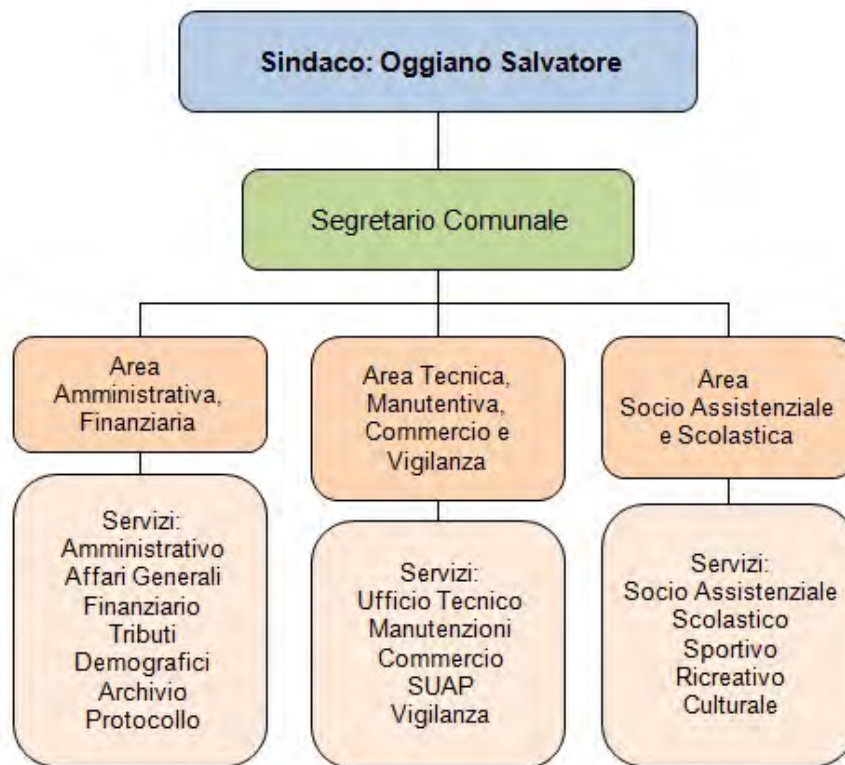 Sindaco: Oggiano Salvatore
Segretario Comunale
Area
Amministrativa,
Finanziaria
Area Tecnica,
Manutentiva,
Commercio e
Vigilanza
Area
Socio Assistenziale
e Scolastica
Servizi:
Amministrativo
Affari Generali
Finanziario
Tributi
Demografici
Archivio
Protocollo
Servizi:
Ufficio Tecnico
Manutenzioni
Commercio
SUAP
Vigilanza
Servizi:
Socio Assistenziale
Scolastico
Sportivo
Ricreativo
Culturale